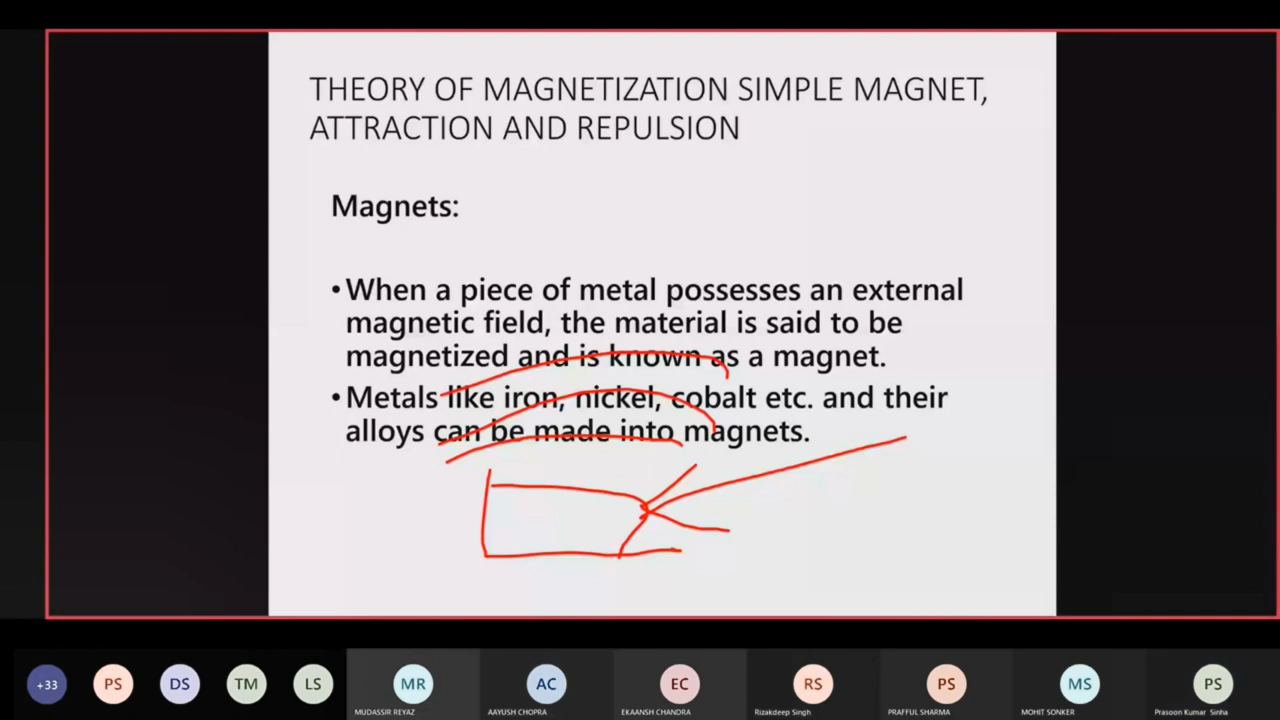 THEORY OF MAGNETIZATION SIMPLE MAGNET,
ATTRACTION AND REPULSION
Magnets:
•When a piece of metal possesses an external
magnetic field, the material is said to be
magnetized and is known as a magnet.
•Metals like iron, nickel, cobalt etc. and their
alloys can be made into magnets.
+33 PS DS TM LS MR AC EC RS PS MS PS
MUDASSIR REYAZ AAYUSH CHOPRA EKAANSH CHANDRA Rizakdeep Singh PRAFFUL SHARMA MOHIT SONKER Prasoon Kumar Sinha